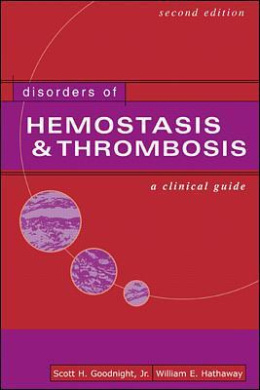 second edition
disorders of
HEMOSTASIS
& THROMBOSIS
a clinical guide
Scott H. Goodnight, Jr. William E. Hathaway